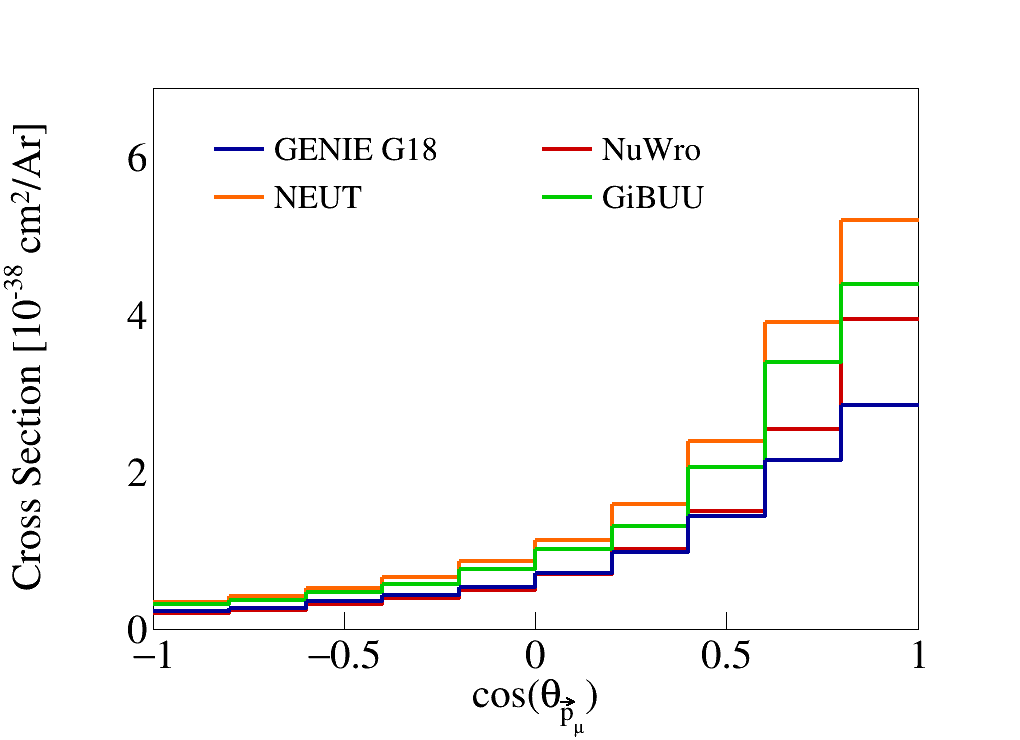 Cross Section [10⁻³⁸ cm²/Ar]
GENIE G18
NuWro
NEUT
GiBUU
6
4
2
0
−1
−0.5
0
0.5
1
cos(θp⃗μ)